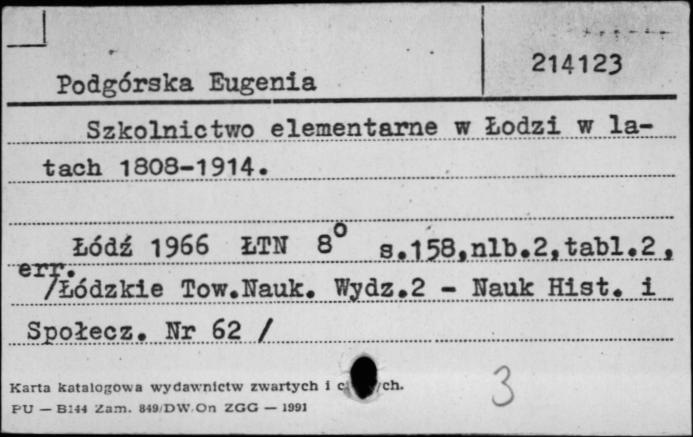 214123
Podgórska Eugenia
Szkolnictwo elementarne w Łodzi w la-
tach 1808-1914.
Łódź 1966 ŁTN 8° s.158,nlb.2,tabl.2,
err.
/Łódzkie Tow.Nauk. Wydz.2 - Nauk Hist. i
Społecz. Nr 62 /
Karta katalogowa wydawnictw zwartych i ch.
3
PU — B144 Zam. 849/DW.On ZGG — 1991